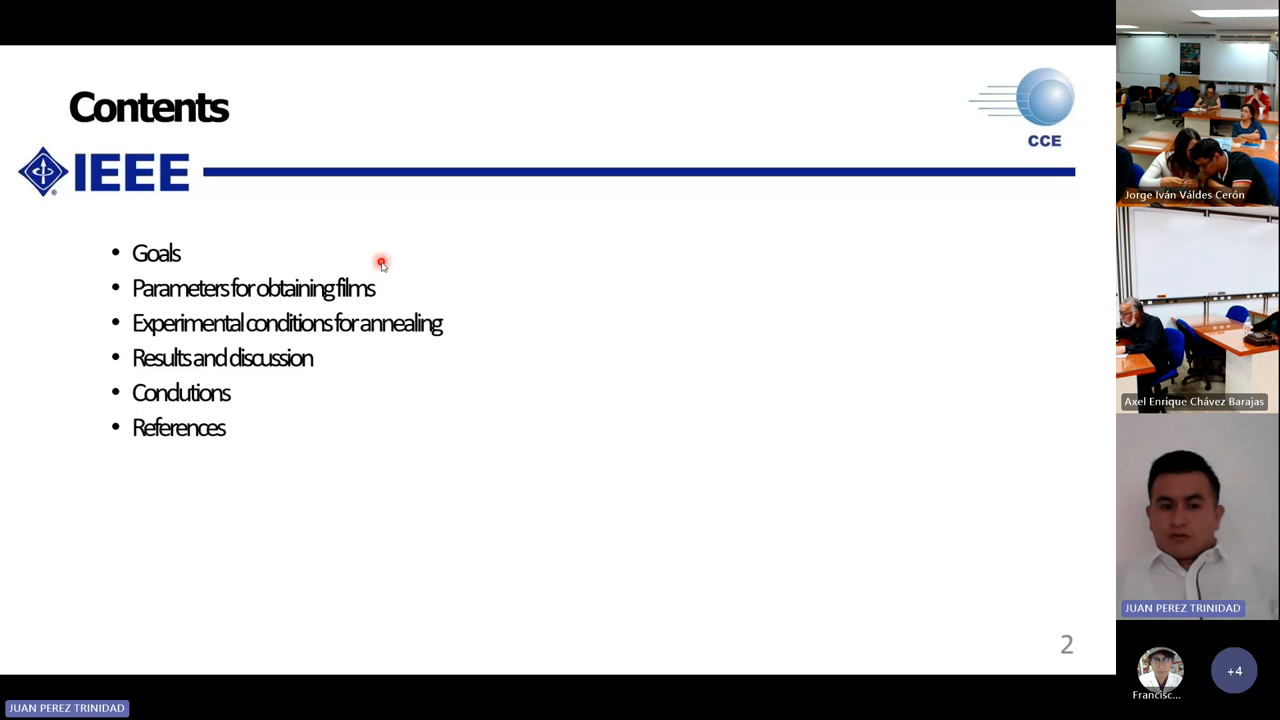 Contents
CCE
IEEE
• Goals
• Parameters for obtaining films
• Experimental conditions for annealing
• Results and discussion
• Conclutions
• References
2
JUAN PEREZ TRINIDAD
Jorge Iván Váldes Cerón
Axel Enrique Chávez Barajas
JUAN PEREZ TRINIDAD
Francisc...
+4